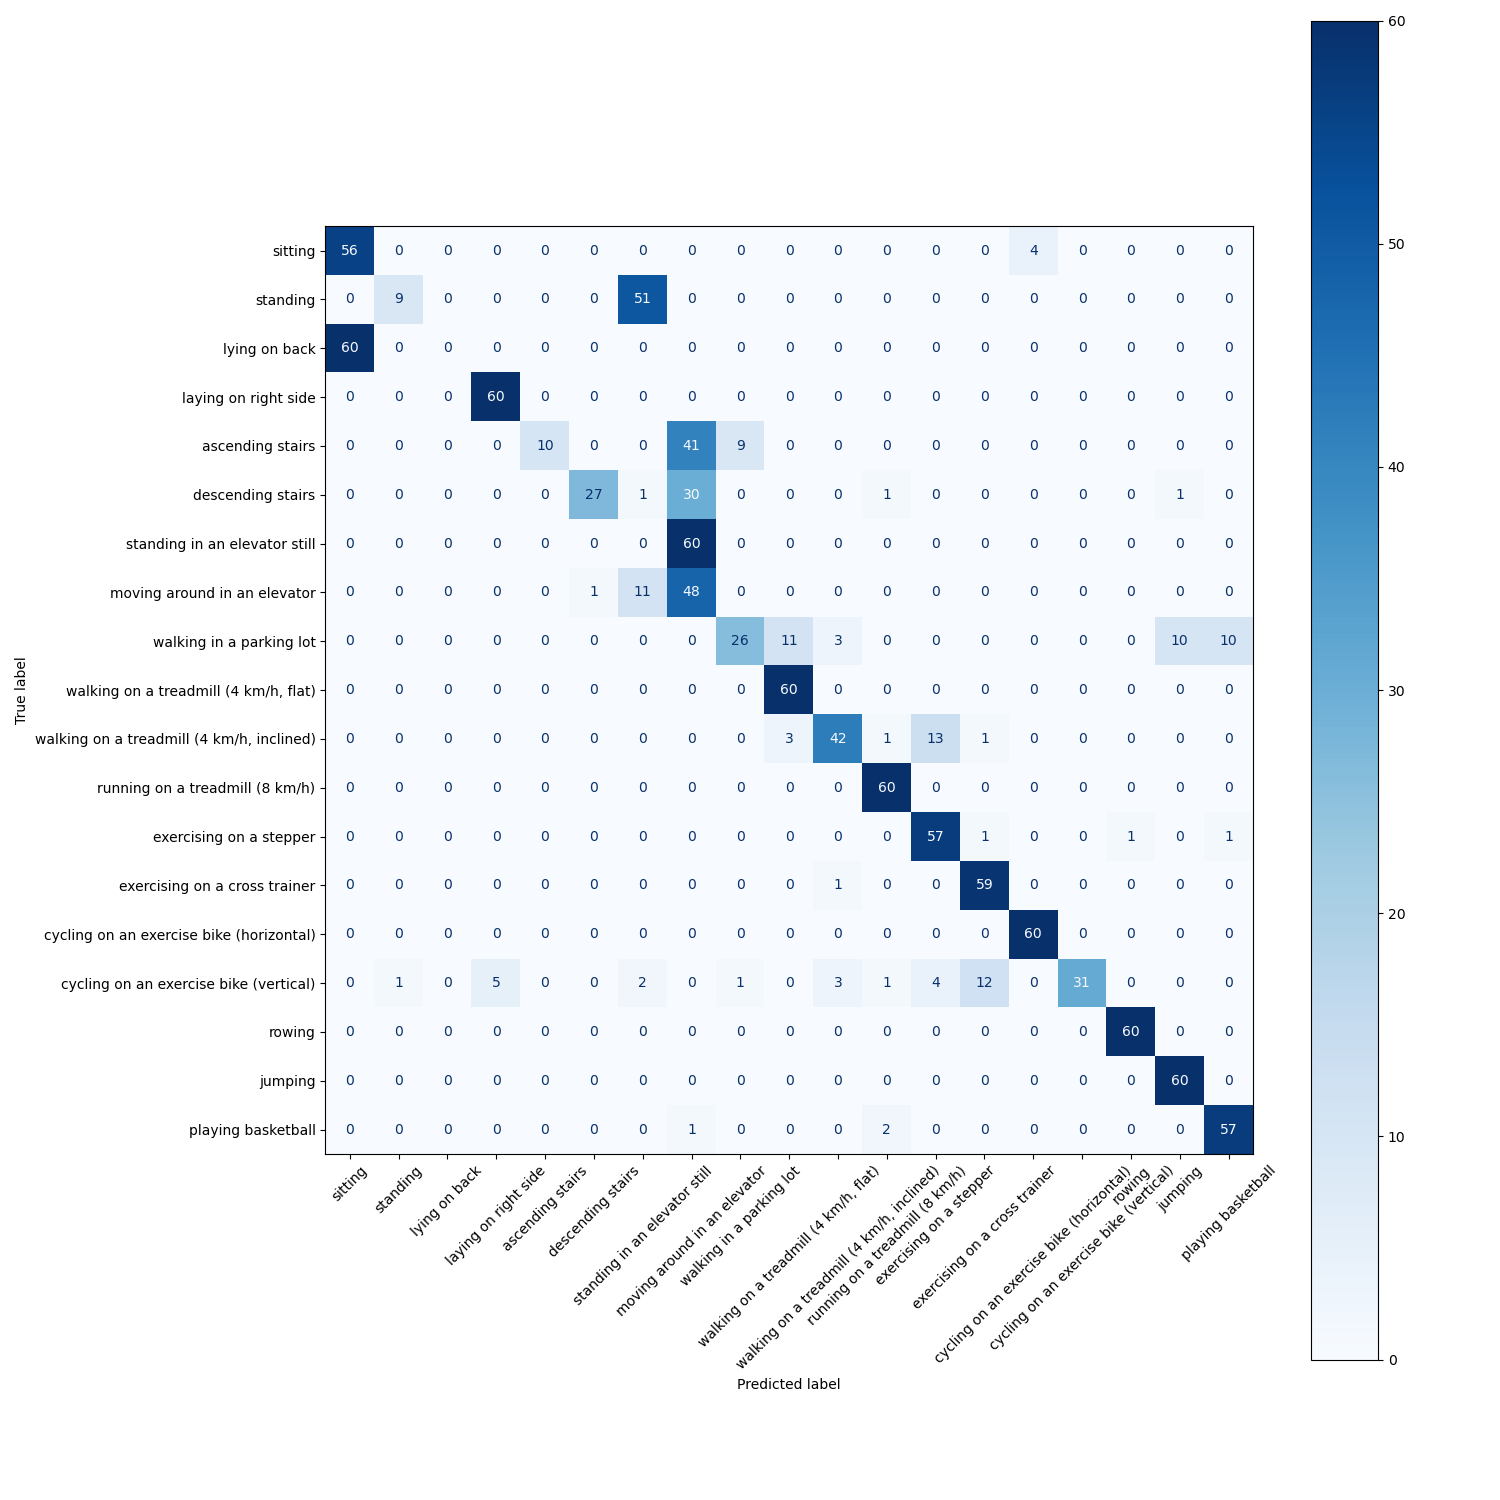 60
50
40
30
20
10
0
True label
sitting 56 0 0 0 0 0 0 0 0 0 0 0 0 0 4 0 0 0 0
standing 0 9 0 0 0 0 51 0 0 0 0 0 0 0 0 0 0 0 0
lying on back 60 0 0 0 0 0 0 0 0 0 0 0 0 0 0 0 0 0 0
laying on right side 0 0 0 60 0 0 0 0 0 0 0 0 0 0 0 0 0 0 0
ascending stairs 0 0 0 0 10 0 0 41 9 0 0 0 0 0 0 0 0 0 0
descending stairs 0 0 0 0 0 27 1 30 0 0 0 1 0 0 0 0 0 1 0
standing in an elevator still 0 0 0 0 0 0 0 60 0 0 0 0 0 0 0 0 0 0 0
moving around in an elevator 0 0 0 0 0 1 11 48 0 0 0 0 0 0 0 0 0 0 0
walking in a parking lot 0 0 0 0 0 0 0 0 26 11 3 0 0 0 0 0 0 10 10
walking on a treadmill (4 km/h, flat) 0 0 0 0 0 0 0 0 0 60 0 0 0 0 0 0 0 0 0
walking on a treadmill (4 km/h, inclined) 0 0 0 0 0 0 0 0 0 3 42 1 13 1 0 0 0 0 0
running on a treadmill (8 km/h) 0 0 0 0 0 0 0 0 0 0 0 60 0 0 0 0 0 0 0
exercising on a stepper 0 0 0 0 0 0 0 0 0 0 0 0 57 1 0 0 1 0 1
exercising on a cross trainer 0 0 0 0 0 0 0 0 0 0 1 0 0 59 0 0 0 0 0
cycling on an exercise bike (horizontal) 0 0 0 0 0 0 0 0 0 0 0 0 0 0 60 0 0 0 0
cycling on an exercise bike (vertical) 0 1 0 5 0 0 2 0 1 0 3 1 4 12 0 31 0 0 0
rowing 0 0 0 0 0 0 0 0 0 0 0 0 0 0 0 0 60 0 0
jumping 0 0 0 0 0 0 0 0 0 0 0 0 0 0 0 0 0 60 0
playing basketball 0 0 0 0 0 0 0 1 0 0 0 2 0 0 0 0 0 0 57
sitting
standing
lying on back
laying on right side
ascending stairs
descending stairs
standing in an elevator still
moving around in an elevator
walking in a parking lot
walking on a treadmill (4 km/h, flat)
walking on a treadmill (4 km/h, inclined)
running on a treadmill (8 km/h)
exercising on a stepper
exercising on a cross trainer
cycling on an exercise bike (horizontal)
cycling on an exercise bike (vertical)
rowing
jumping
playing basketball
Predicted label